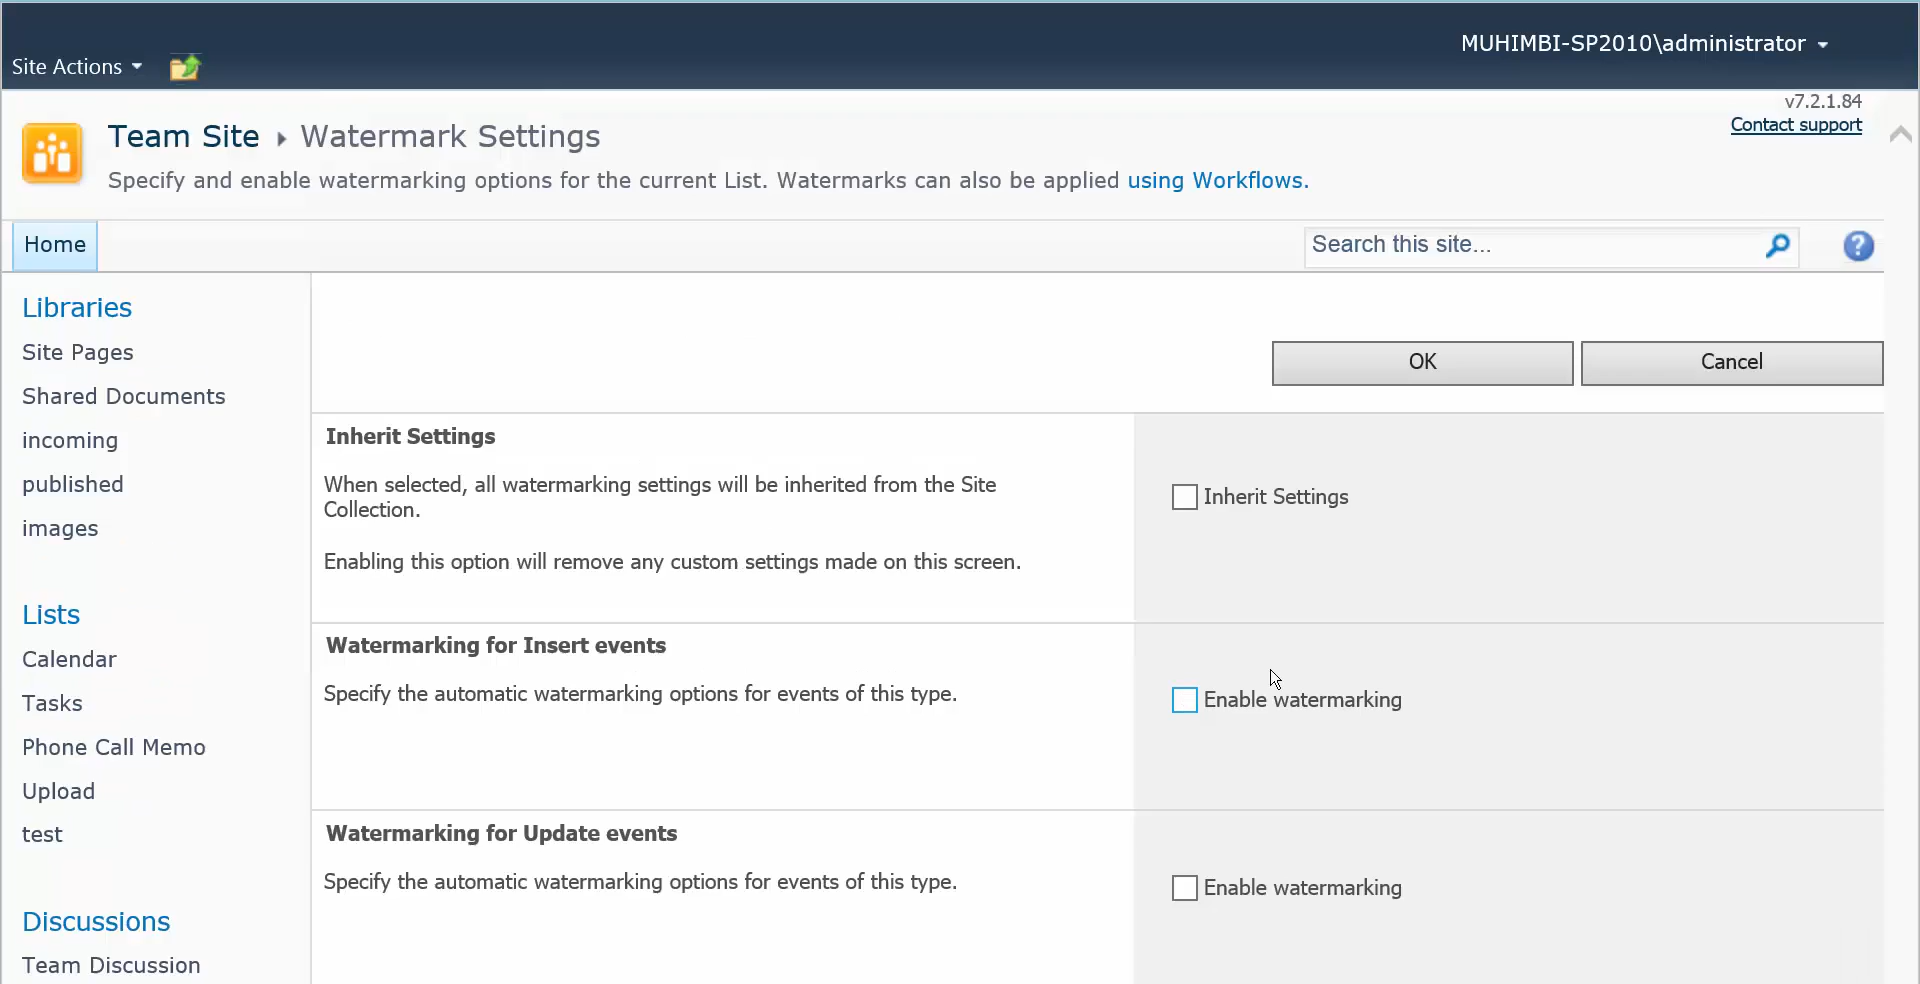 MUHIMBI-SP2010\administrator
Site Actions
v7.2.1.84
Contact support
Team Site ▸ Watermark Settings
Specify and enable watermarking options for the current List. Watermarks can also be applied using Workflows.
Home
Search this site...
Libraries
Site Pages
Shared Documents
incoming
published
images
Lists
Calendar
Tasks
Phone Call Memo
Upload
test
Discussions
Team Discussion
OK
Cancel
Inherit Settings
When selected, all watermarking settings will be inherited from the Site
Collection.
Enabling this option will remove any custom settings made on this screen.
Inherit Settings
Watermarking for Insert events
Specify the automatic watermarking options for events of this type.
Enable watermarking
Watermarking for Update events
Specify the automatic watermarking options for events of this type.
Enable watermarking